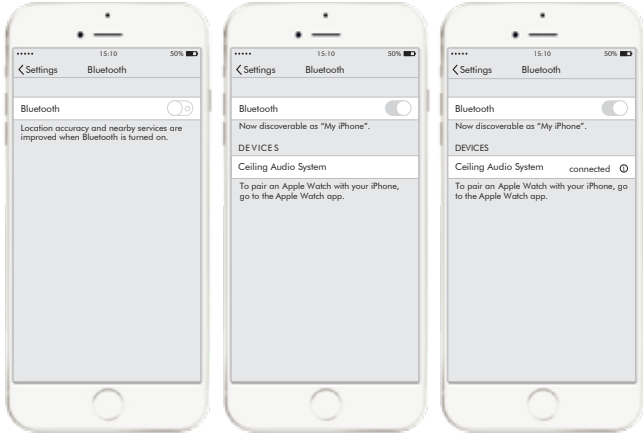 15:10
50%
Settings
Bluetooth
Bluetooth
Location accuracy and nearby services are
improved when Bluetooth is turned on.
15:10
50%
Settings
Bluetooth
Bluetooth
Now discoverable as “My iPhone”.
DEVICES
Ceiling Audio System
To pair an Apple Watch with your iPhone,
go to the Apple Watch app.
15:10
50%
Settings
Bluetooth
Bluetooth
Now discoverable as “My iPhone”.
DEVICES
Ceiling Audio System connected
To pair an Apple Watch with your iPhone, go
to the Apple Watch app.